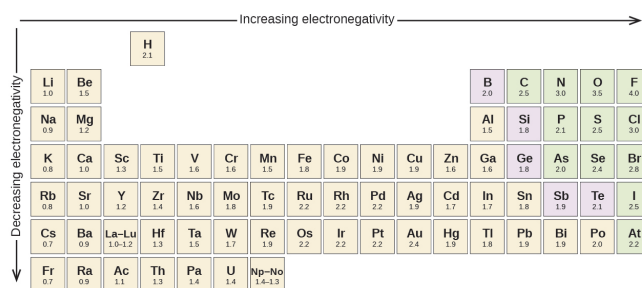 Increasing electronegativity
Decreasing electronegativity
H
2.1
Li Be B C N O F
1.0 1.5 2.0 2.5 3.0 3.5 4.0
Na Mg Al Si P S Cl
0.9 1.2 1.5 1.8 2.1 2.5 3.0
K Ca Sc Ti V Cr Mn Fe Co Ni Cu Zn Ga Ge As Se Br
0.8 1.0 1.3 1.5 1.6 1.6 1.5 1.8 1.9 1.9 1.9 1.6 1.6 1.8 2.0 2.4 2.8
Rb Sr Y Zr Nb Mo Tc Ru Rh Pd Ag Cd In Sn Sb Te I
0.8 1.0 1.2 1.4 1.6 1.8 1.9 2.2 2.2 2.2 1.9 1.7 1.7 1.8 1.9 2.1 2.5
Cs Ba La–Lu Hf Ta W Re Os Ir Pt Au Hg Tl Pb Bi Po At
0.7 0.9 1.0–1.2 1.3 1.5 1.7 1.9 2.2 2.2 2.2 2.4 1.9 1.8 1.9 1.9 2.0 2.2
Fr Ra Ac Th Pa U Np–No
0.7 0.9 1.1 1.3 1.4 1.4 1.4–1.3